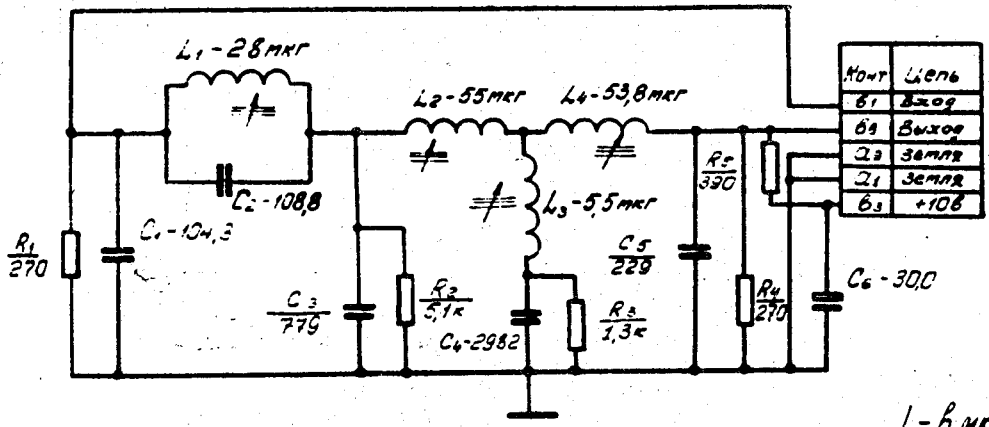 L1-28мкг
L2-55мкг
L4-53,8мкг
Конт Цепь
б1 Вход
Выход
Земля
а1 Земля
б3 +10в
R5
390
C2-108,8
L3-5,5мкг
C1-104,3
R1
270
C3
779
R2
5,1к
C4-2982
R3
1,3к
C5
229
R4
270
C6-30,0
L-в мк